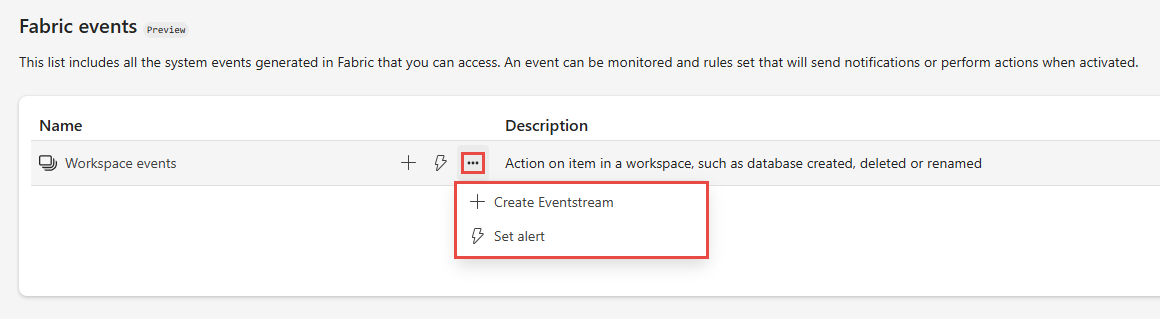 Fabric events Preview
This list includes all the system events generated in Fabric that you can access. An event can be monitored and rules set that will send notifications or perform actions when activated.
Name Description
Workspace events Action on item in a workspace, such as database created, deleted or renamed
Create Eventstream
Set alert